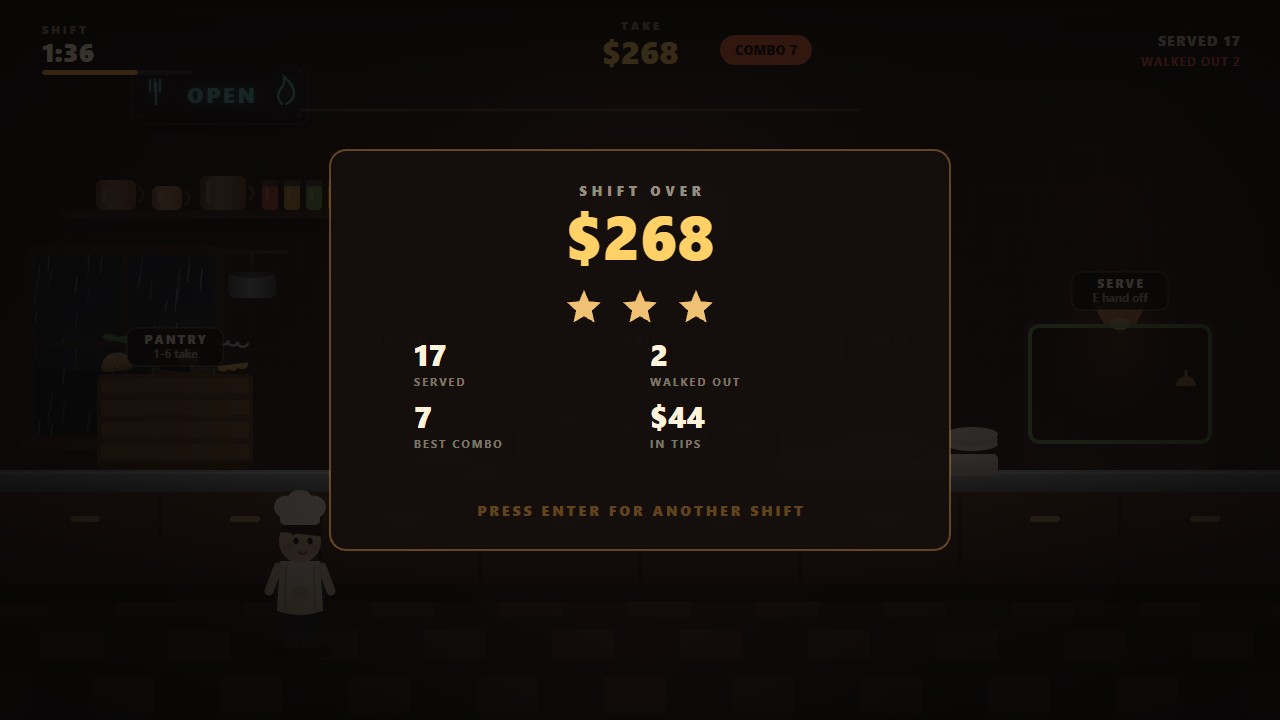 SHIFT
1:36
TAKE
$268
COMBO 7
SERVED 17
WALKED OUT 2
OPEN
SHIFT OVER
$268
17
SERVED
2
WALKED OUT
7
BEST COMBO
$44
IN TIPS
PRESS ENTER FOR ANOTHER SHIFT
PANTRY
1-6 take
SERVE
E hand off